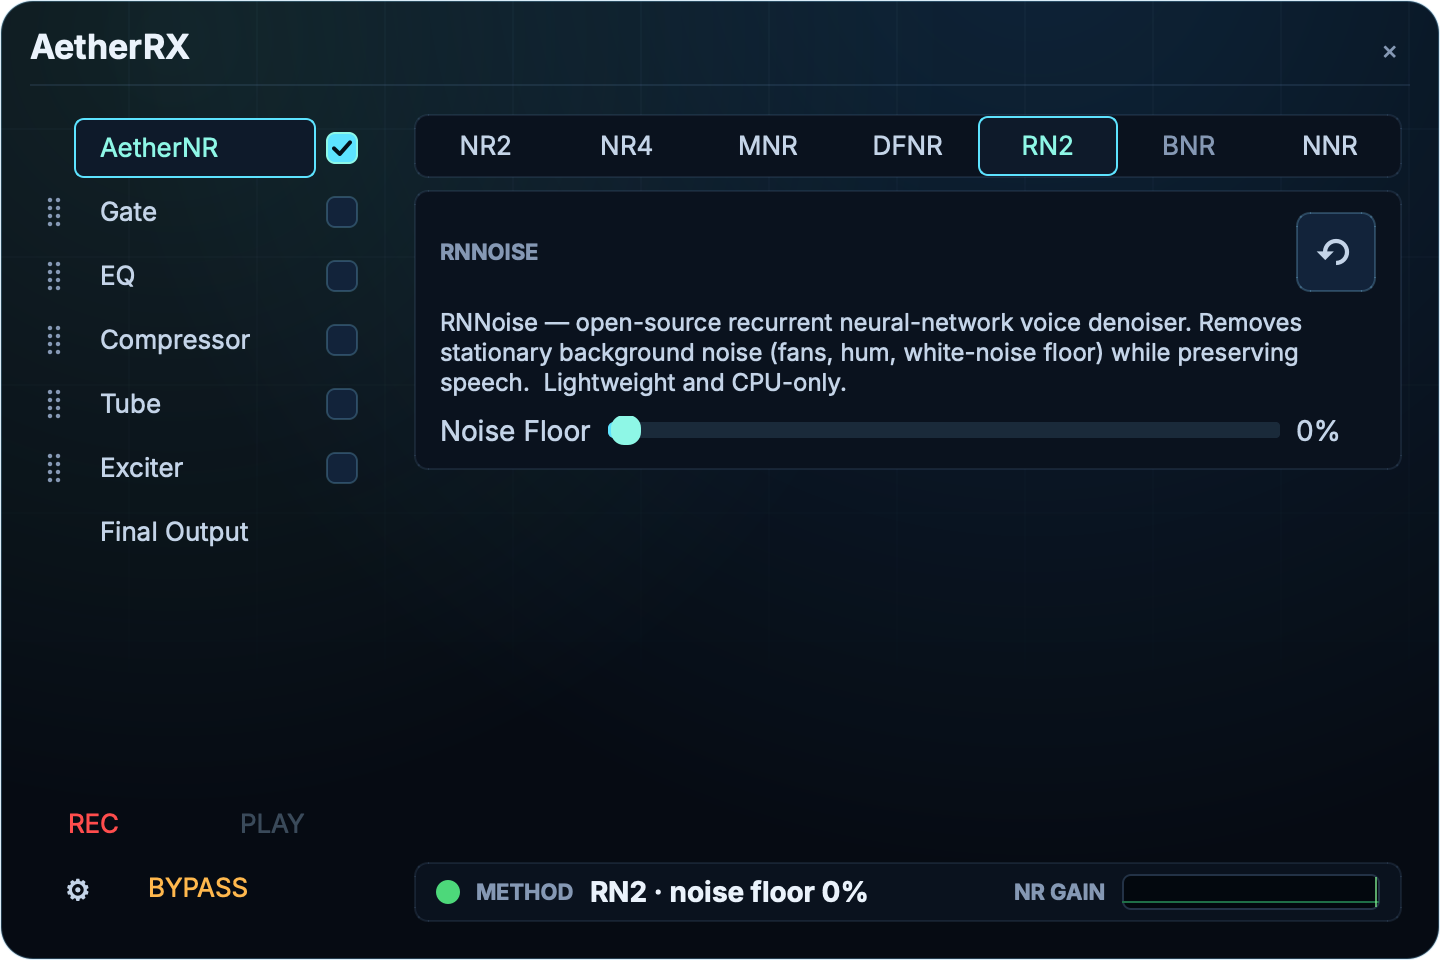 AetherRX
×
AetherNR
Gate
EQ
Compressor
Tube
Exciter
Final Output
REC PLAY
BYPASS
NR2 NR4 MNR DFNR RN2 BNR NNR
RNNOISE
RNNoise — open-source recurrent neural-network voice denoiser. Removes
stationary background noise (fans, hum, white-noise floor) while preserving
speech.  Lightweight and CPU-only.
Noise Floor 0%
METHOD RN2 · noise floor 0% NR GAIN